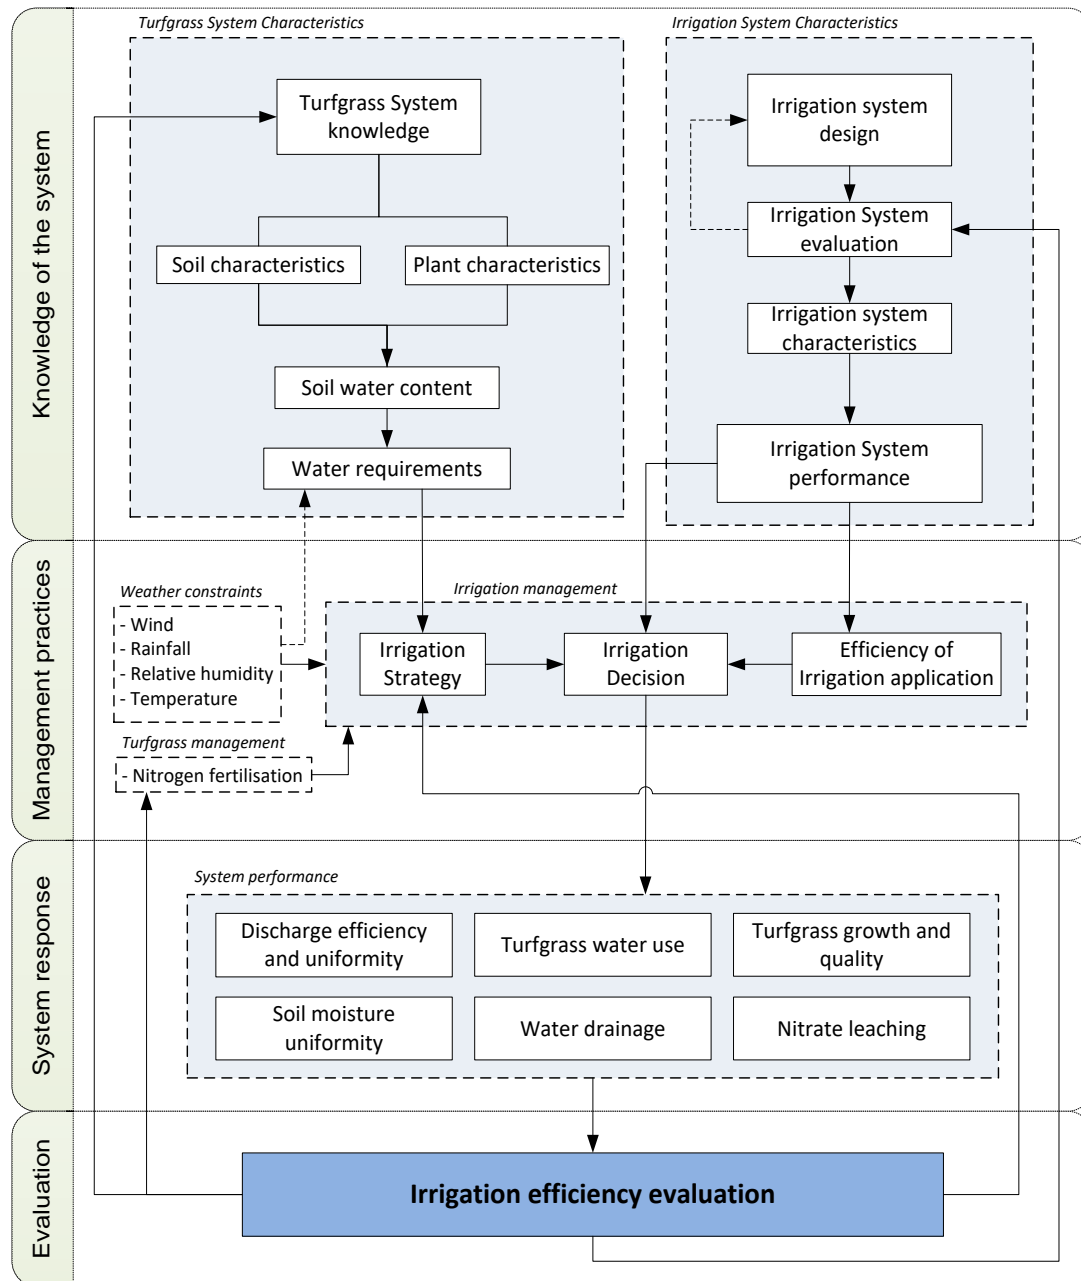 Turfgrass System Characteristics
Irrigation System Characteristics
Knowledge of the system
Turfgrass System
knowledge
Irrigation system
design
Irrigation System
evaluation
Soil characteristics
Plant characteristics
Irrigation system
characteristics
Soil water content
Irrigation System
performance
Water requirements
Management practices
Weather constraints
- Wind
- Rainfall
- Relative humidity
- Temperature
Irrigation management
Irrigation
Strategy
Irrigation
Decision
Efficiency of
Irrigation application
Turfgrass management
- Nitrogen fertilisation
System response
System performance
Discharge efficiency
and uniformity
Turfgrass water use
Turfgrass growth and
quality
Soil moisture
uniformity
Water drainage
Nitrate leaching
Evaluation
Irrigation efficiency evaluation